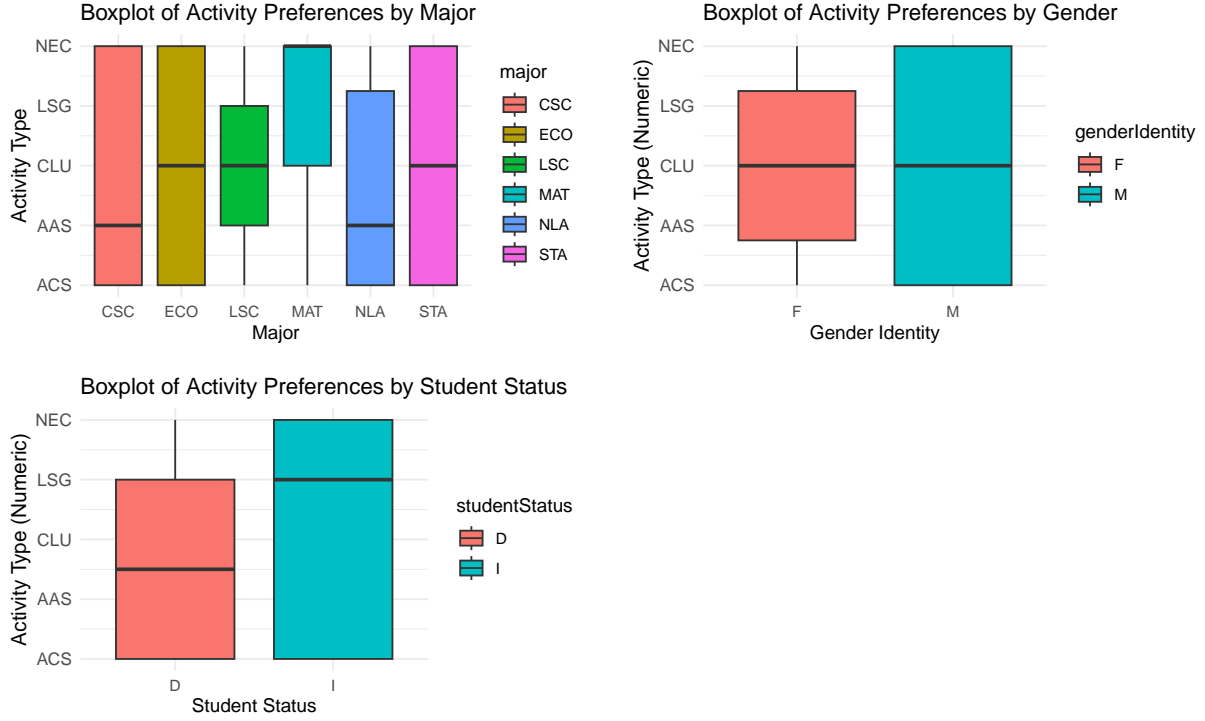 Boxplot of Activity Preferences by Major
Activity Type
NEC
LSG
CLU
AAS
ACS
CSC ECO LSC MAT NLA STA
Major
major
CSC
ECO
LSC
MAT
NLA
STA
Boxplot of Activity Preferences by Gender
Activity Type (Numeric)
NEC
LSG
CLU
AAS
ACS
F M
Gender Identity
genderIdentity
F
M
Boxplot of Activity Preferences by Student Status
Activity Type (Numeric)
NEC
LSG
CLU
AAS
ACS
D I
Student Status
studentStatus
D
I